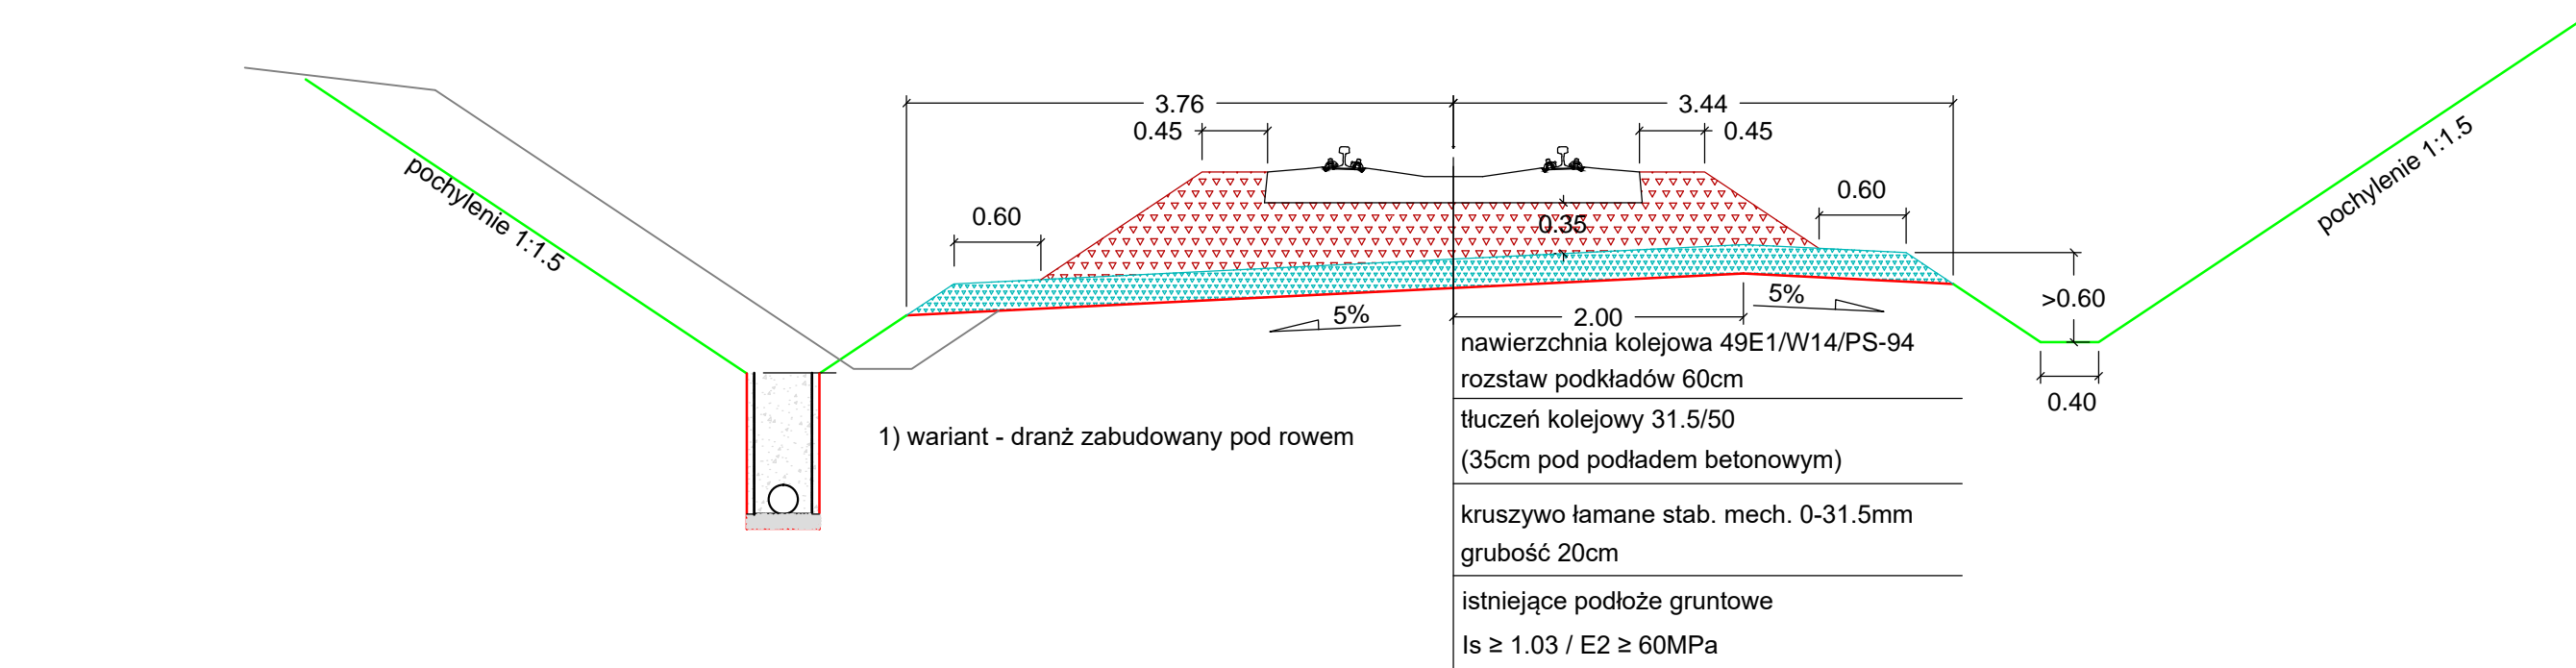 3.76
3.44
0.45
0.45
pochylenie 1:1.5
pochylenie 1:1.5
0.60
0.60
0.35
>0.60
5%
5%
2.00
0.40
nawierzchnia kolejowa 49E1/W14/PS-94
rozstaw podkładów 60cm
tłuczeń kolejowy 31.5/50
(35cm pod podładem betonowym)
1) wariant - dranż zabudowany pod rowem
kruszywo łamane stab. mech. 0-31.5mm
grubość 20cm
istniejące podłoże gruntowe
Is ≥ 1.03 / E2 ≥ 60MPa